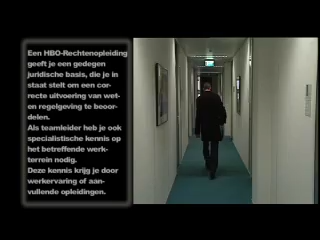 Een HBO-Rechtenopleiding
geeft je een gedegen
juridische basis, die je in
staat stelt om een cor-
recte uitvoering van wet-
en regelgeving te beoor-
delen.
Als teamleider heb je ook
specialistische kennis op
het betreffende werk-
terrein nodig.
Deze kennis krijg je door
werkervaring of aan-
vullende opleidingen.